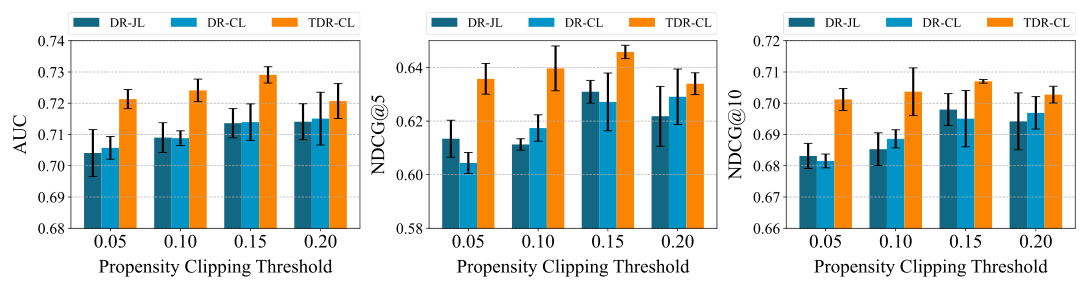 DR-JL DR-CL TDR-CL
0.74
0.73
0.72
0.71
0.70
0.69
0.68
AUC
0.05 0.10 0.15 0.20
Propensity Clipping Threshold
DR-JL DR-CL TDR-CL
0.64
0.62
0.60
0.58
NDCG@5
0.05 0.10 0.15 0.20
Propensity Clipping Threshold
DR-JL DR-CL TDR-CL
0.72
0.71
0.70
0.69
0.68
0.67
0.66
NDCG@10
0.05 0.10 0.15 0.20
Propensity Clipping Threshold